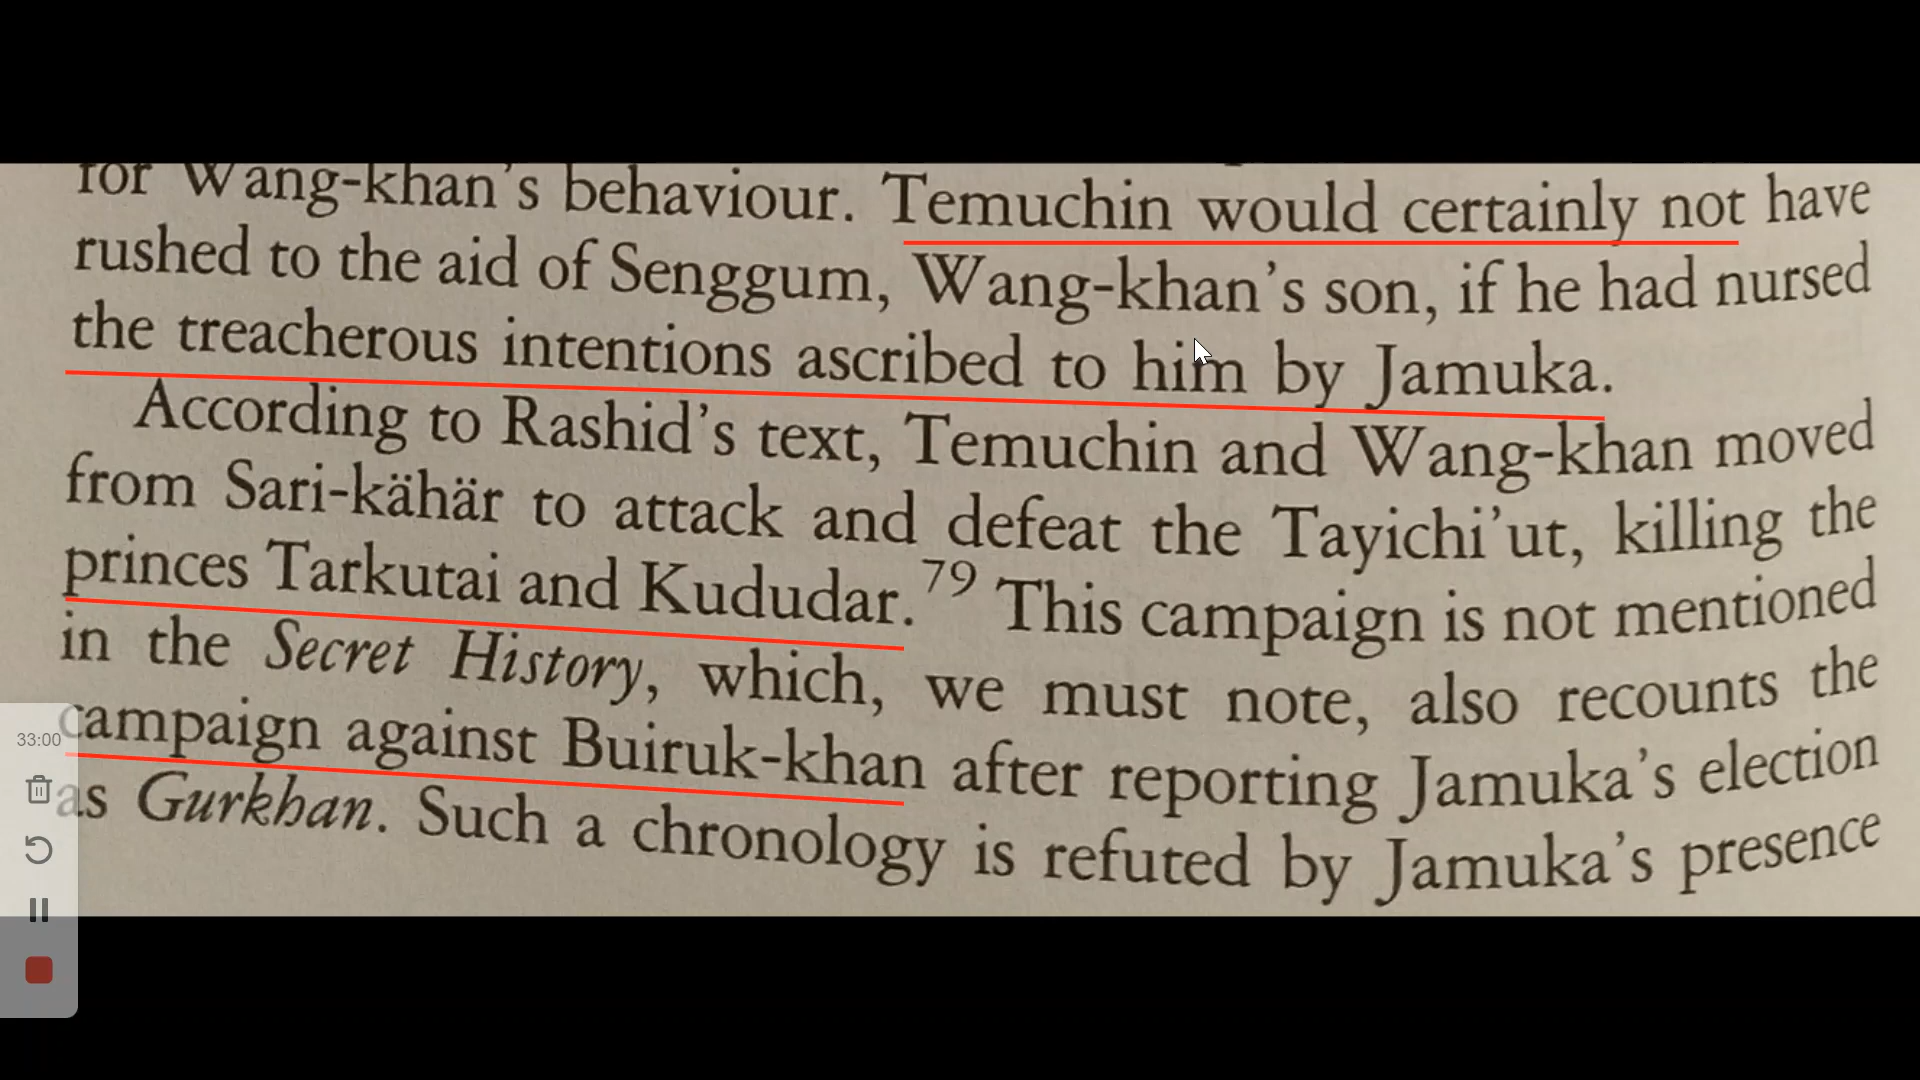 for Wang-khan's behaviour. Temuchin would certainly not have
rushed to the aid of Senggum, Wang-khan's son, if he had nursed
the treacherous intentions ascribed to him by Jamuka.
According to Rashid's text, Temuchin and Wang-khan moved
from Sari-kähär to attack and defeat the Tayichi'ut, killing the
princes Tarkutai and Kududar.79 This campaign is not mentioned
in the Secret History, which, we must note, also recounts the
campaign against Buiruk-khan after reporting Jamuka's election
as Gurkhan. Such a chronology is refuted by Jamuka's presence
33:00